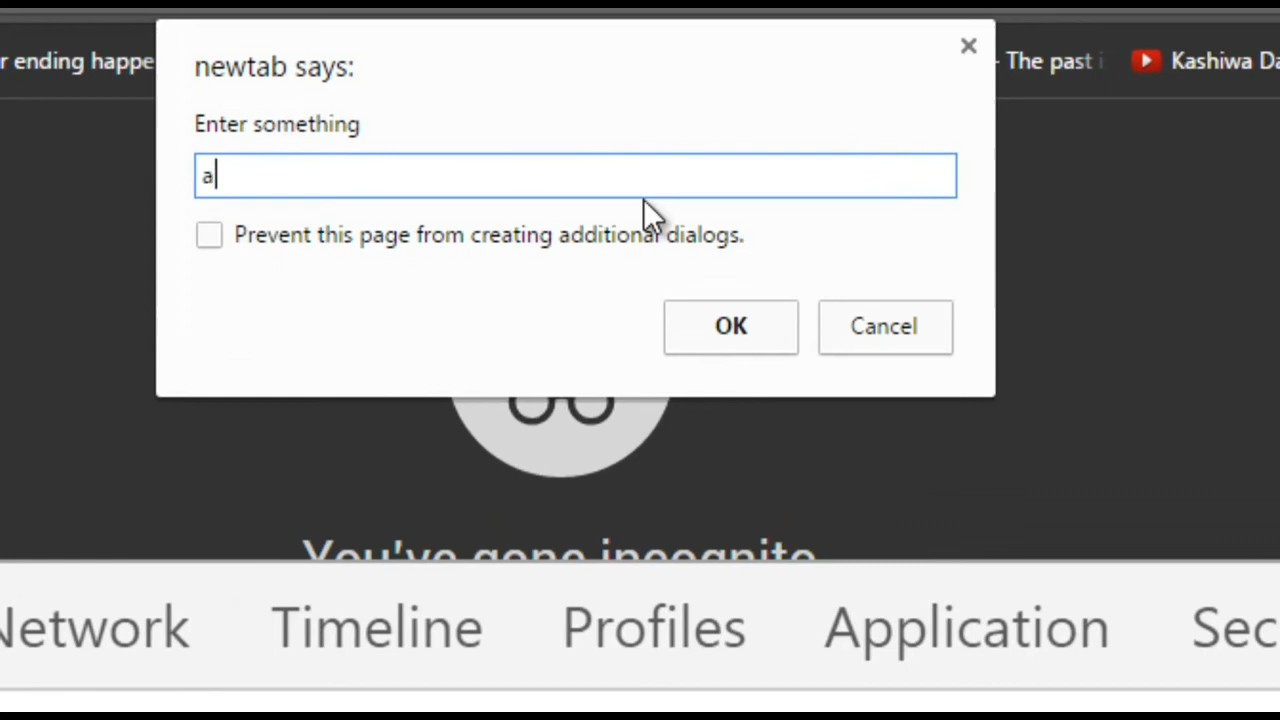 r ending happe
- The past i
Kashiwa Da
newtab says:
Enter something
a
Prevent this page from creating additional dialogs.
OK
Cancel
You've gone incognito
Network
Timeline
Profiles
Application
Sec